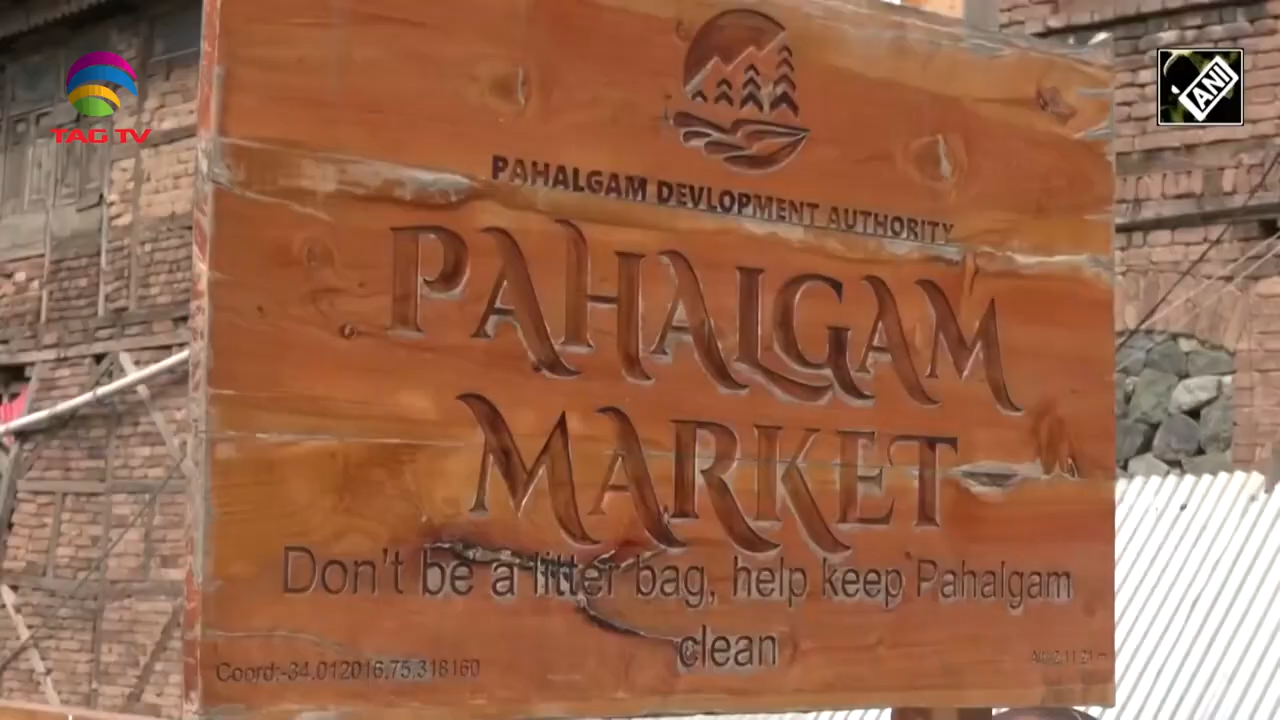 TAG TV
ANI
PAHALGAM DEVLOPMENT AUTHORITY
PAHALGAM
MARKET
Don't be a litter bag, help keep Pahalgam
clean
Coord:-34.012016,75.318160